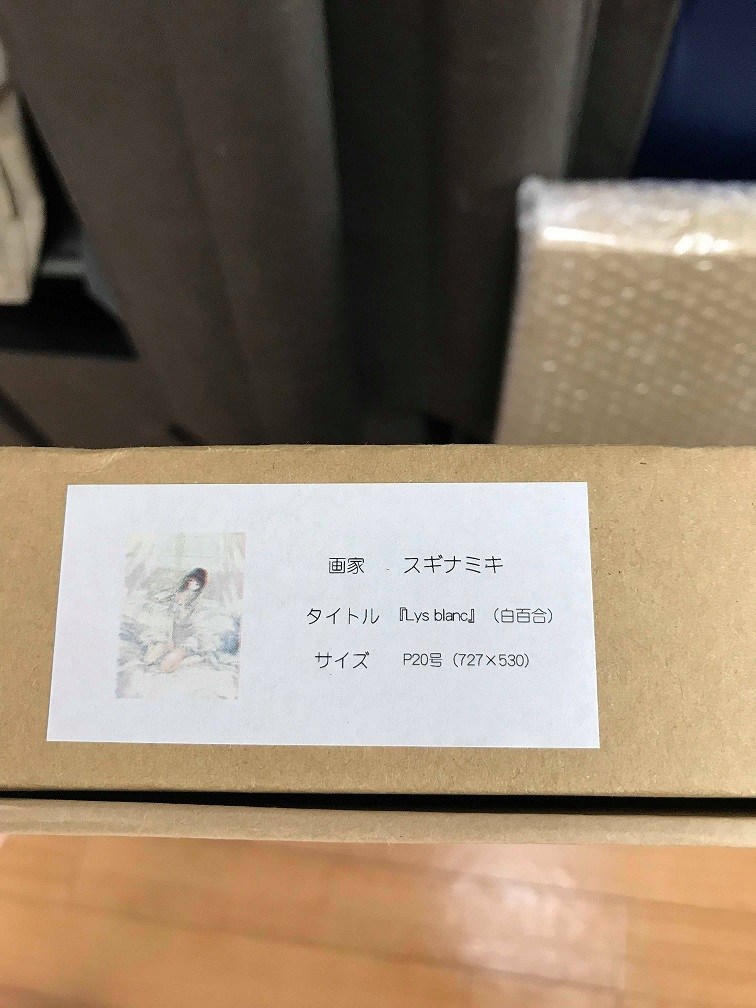 画家 スギナミキ
タイトル 『Lys blanc』（白百合）
サイズ P20号（727×530）